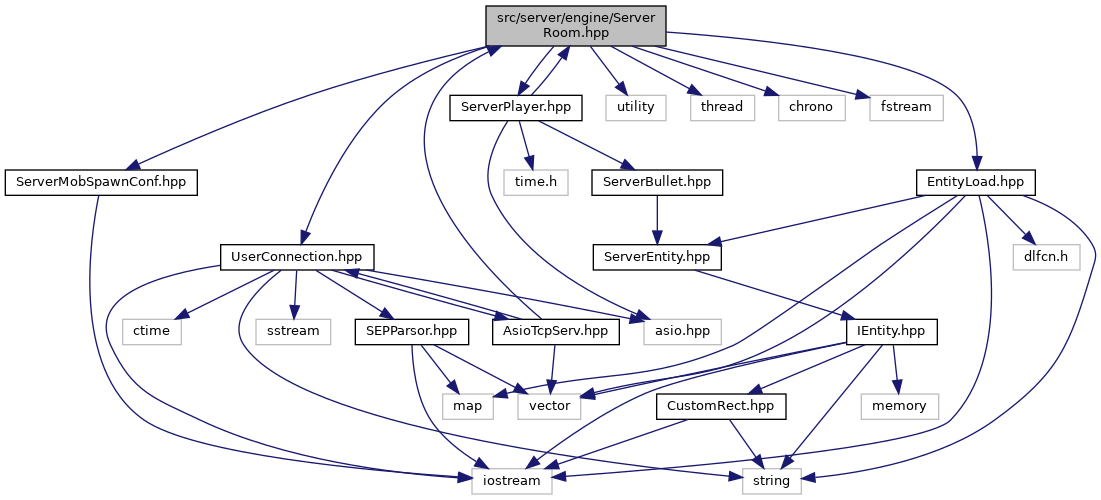 src/server/engine/Server
Room.hpp
ServerPlayer.hpp
utility
thread
chrono
fstream
ServerMobSpawnConf.hpp
time.h
ServerBullet.hpp
EntityLoad.hpp
UserConnection.hpp
ServerEntity.hpp
dlfcn.h
ctime
sstream
SEPParsor.hpp
AsioTcpServ.hpp
asio.hpp
IEntity.hpp
map
vector
CustomRect.hpp
memory
iostream
string